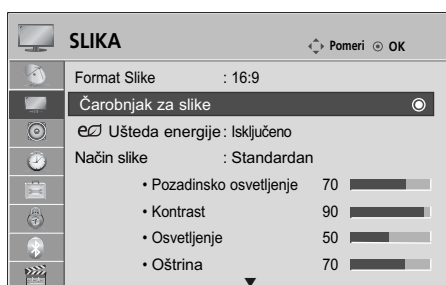 SLIKA
Pomeri OK
Format Slike : 16:9
Čarobnjak za slike
Ušteda energije : Isključeno
Način slike : Standardan
• Pozadinsko osvetljenje 70
• Kontrast 90
• Osvetljenje 50
• Oštrina 70